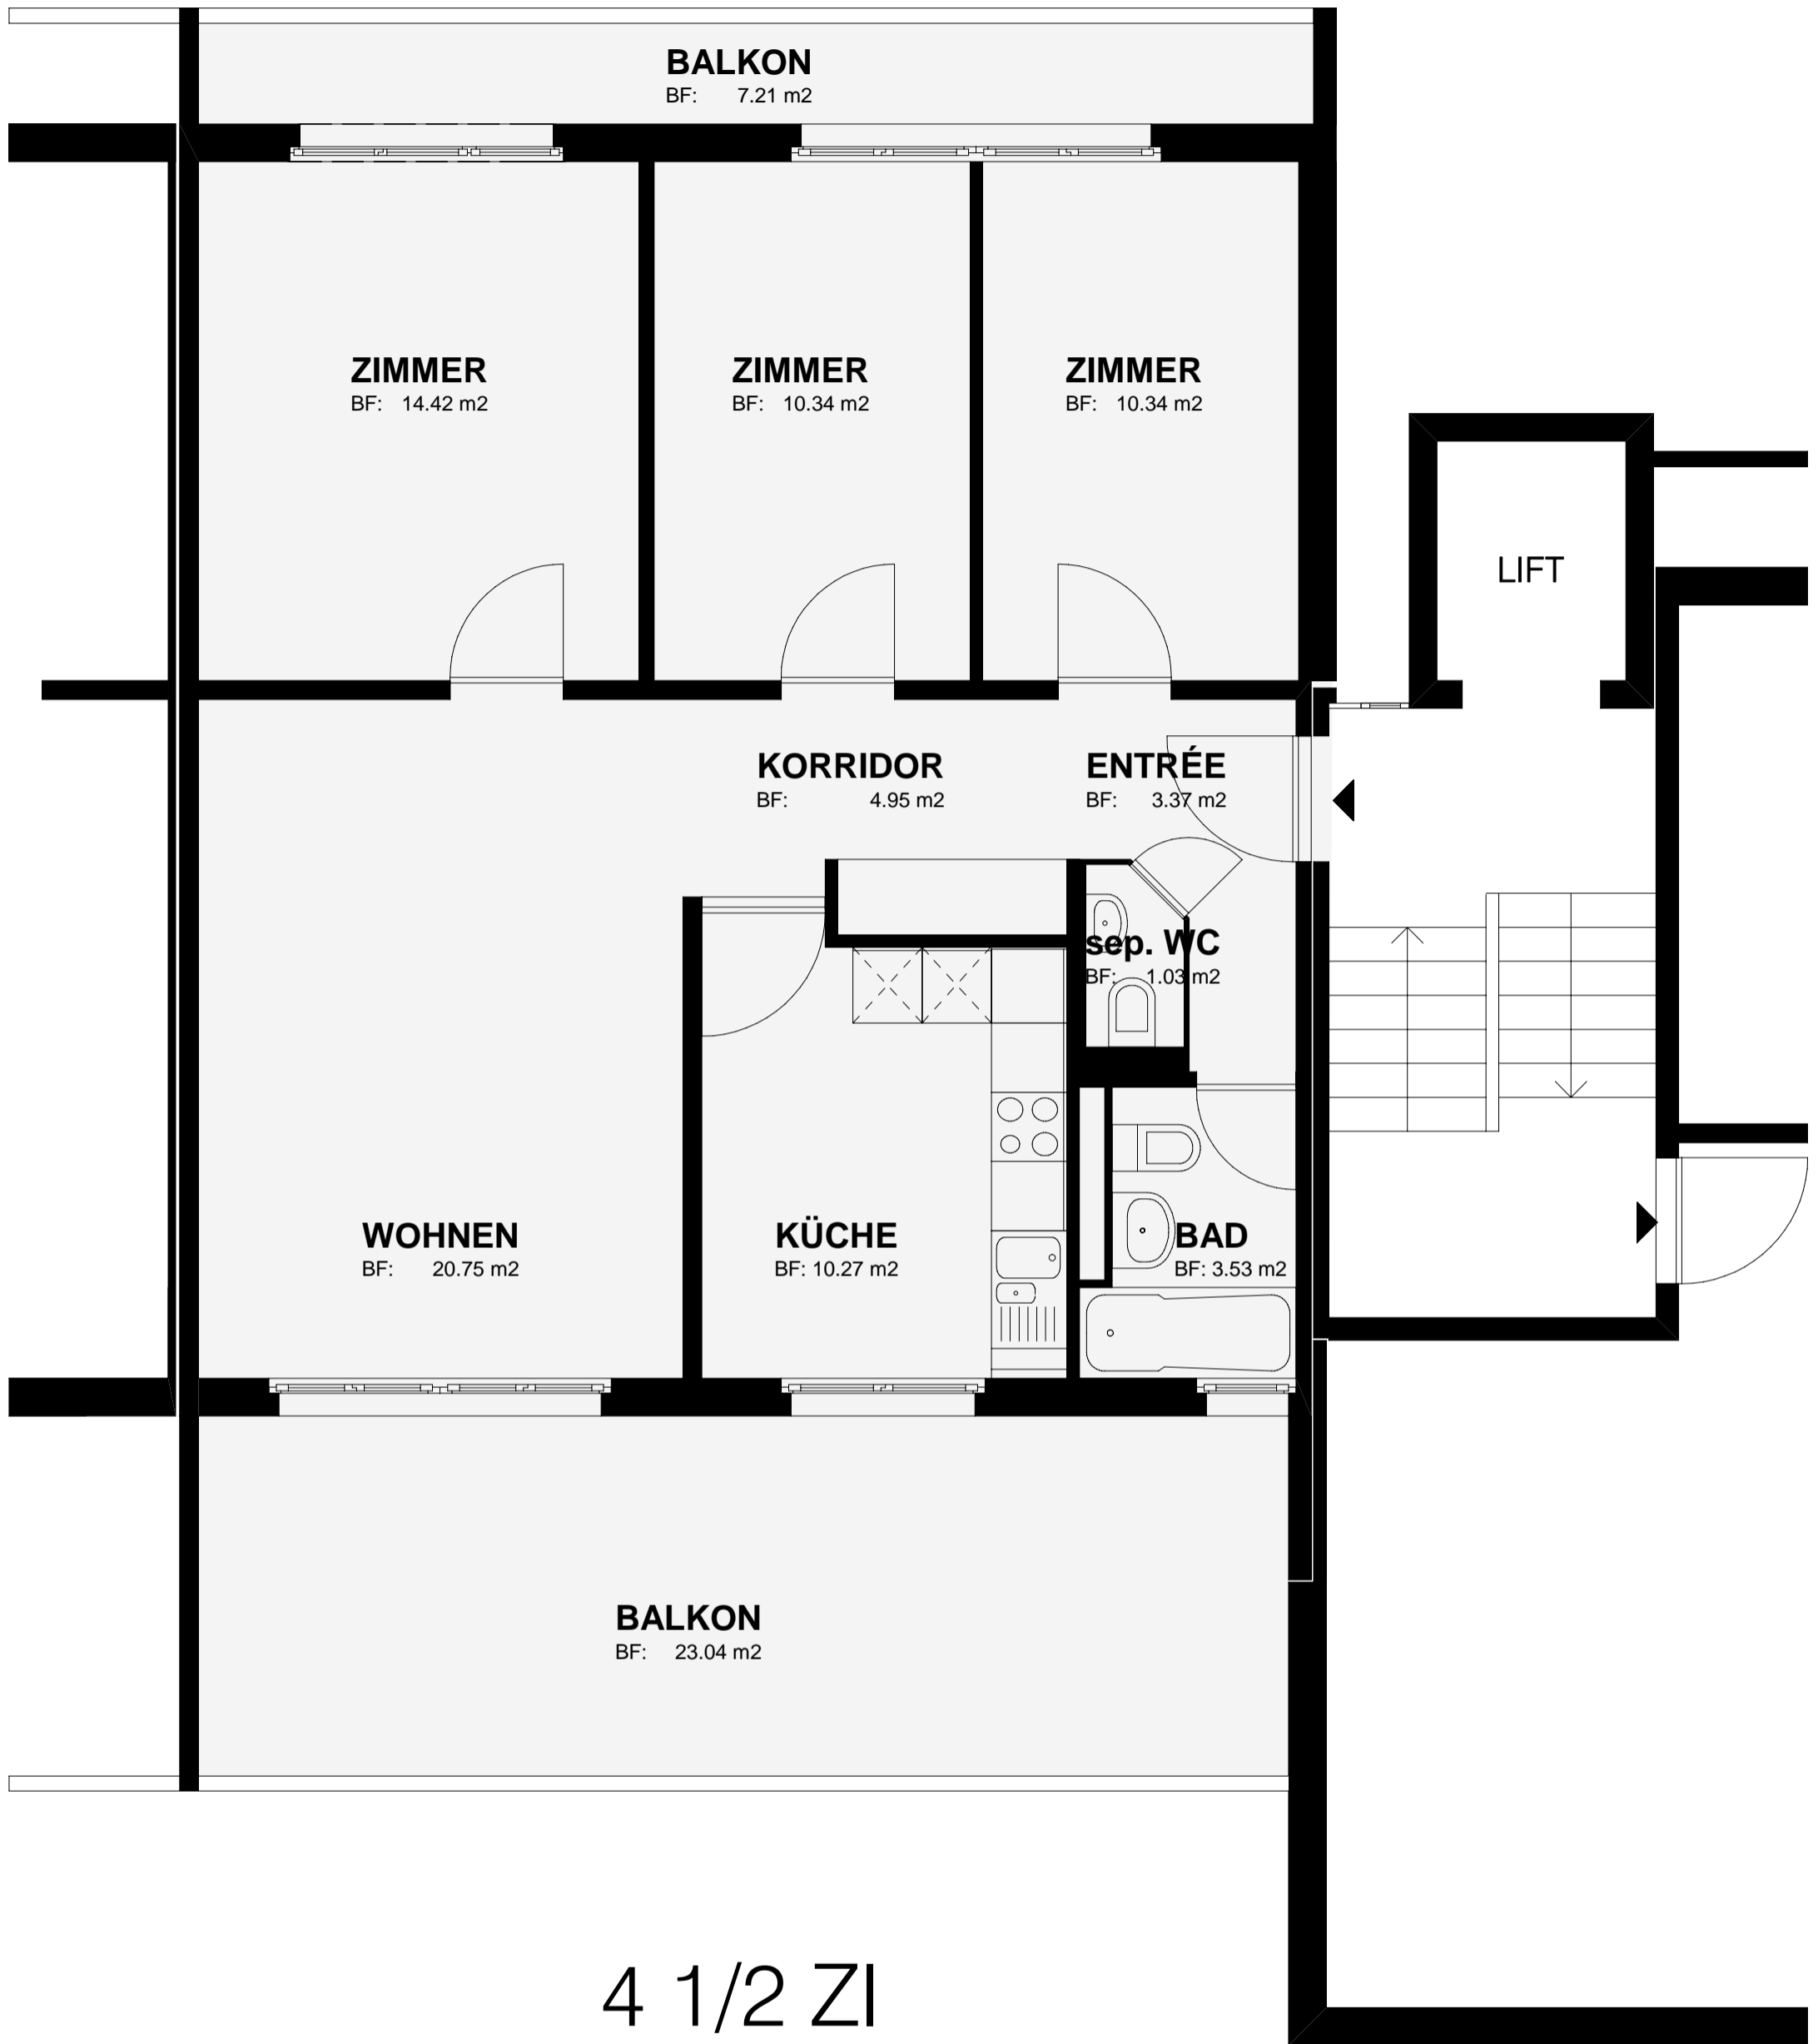 BALKON
BF: 7.21 m2
ZIMMER
BF: 14.42 m2
ZIMMER
BF: 10.34 m2
ZIMMER
BF: 10.34 m2
LIFT
KORRIDOR
BF: 4.95 m2
ENTRÉE
BF: 3.37 m2
sep. WC
BF: 1.03 m2
WOHNEN
BF: 20.75 m2
KÜCHE
BF: 10.27 m2
BAD
BF: 3.53 m2
BALKON
BF: 23.04 m2
4 1/2 ZI